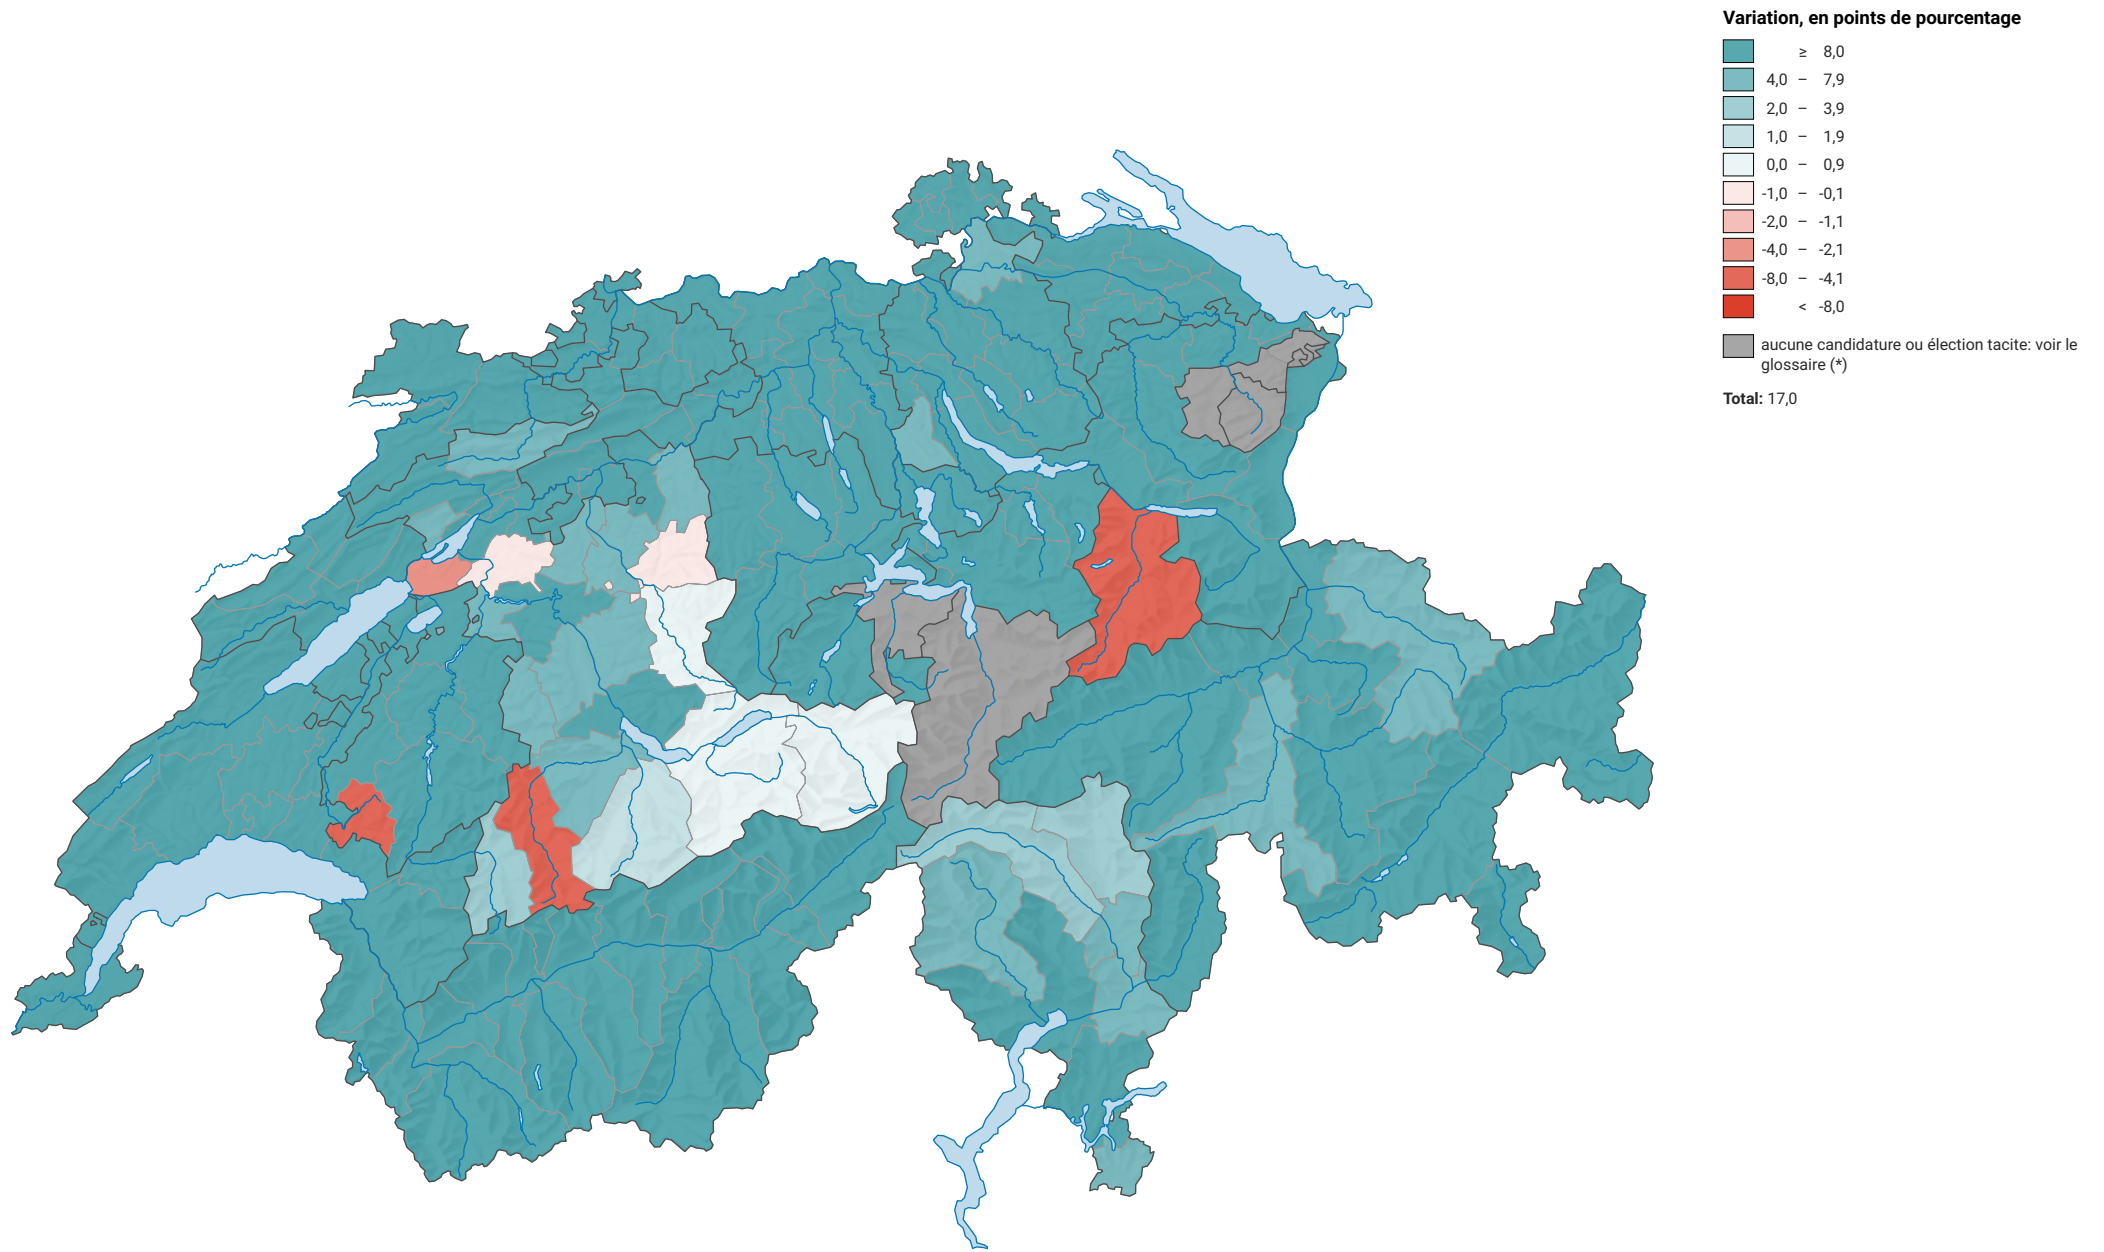 Variation, en points de pourcentage
≥ 8,0
4,0 – 7,9
2,0 – 3,9
1,0 – 1,9
0,0 – 0,9
-1,0 – -0,1
-2,0 – -1,1
-4,0 – -2,1
-8,0 – -4,1
< -8,0
aucune candidature ou élection tacite: voir le
glossaire (*)
Total: 17,0